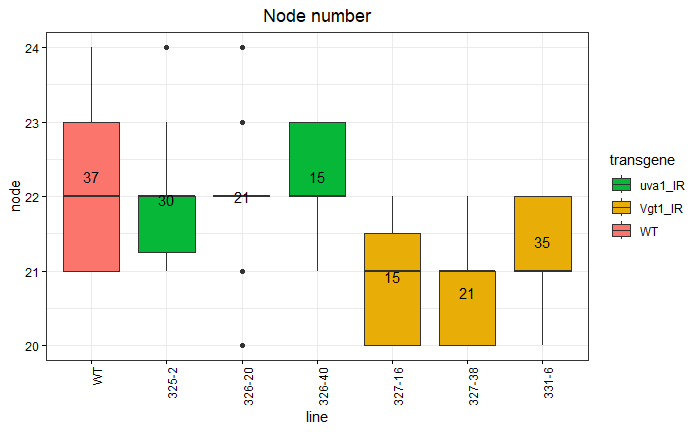 Node number
node
24
23
22
21
20
37
30
21
15
15
21
35
WT
325-2
326-20
326-40
327-16
327-38
331-6
line
transgene
uva1_IR
Vgt1_IR
WT